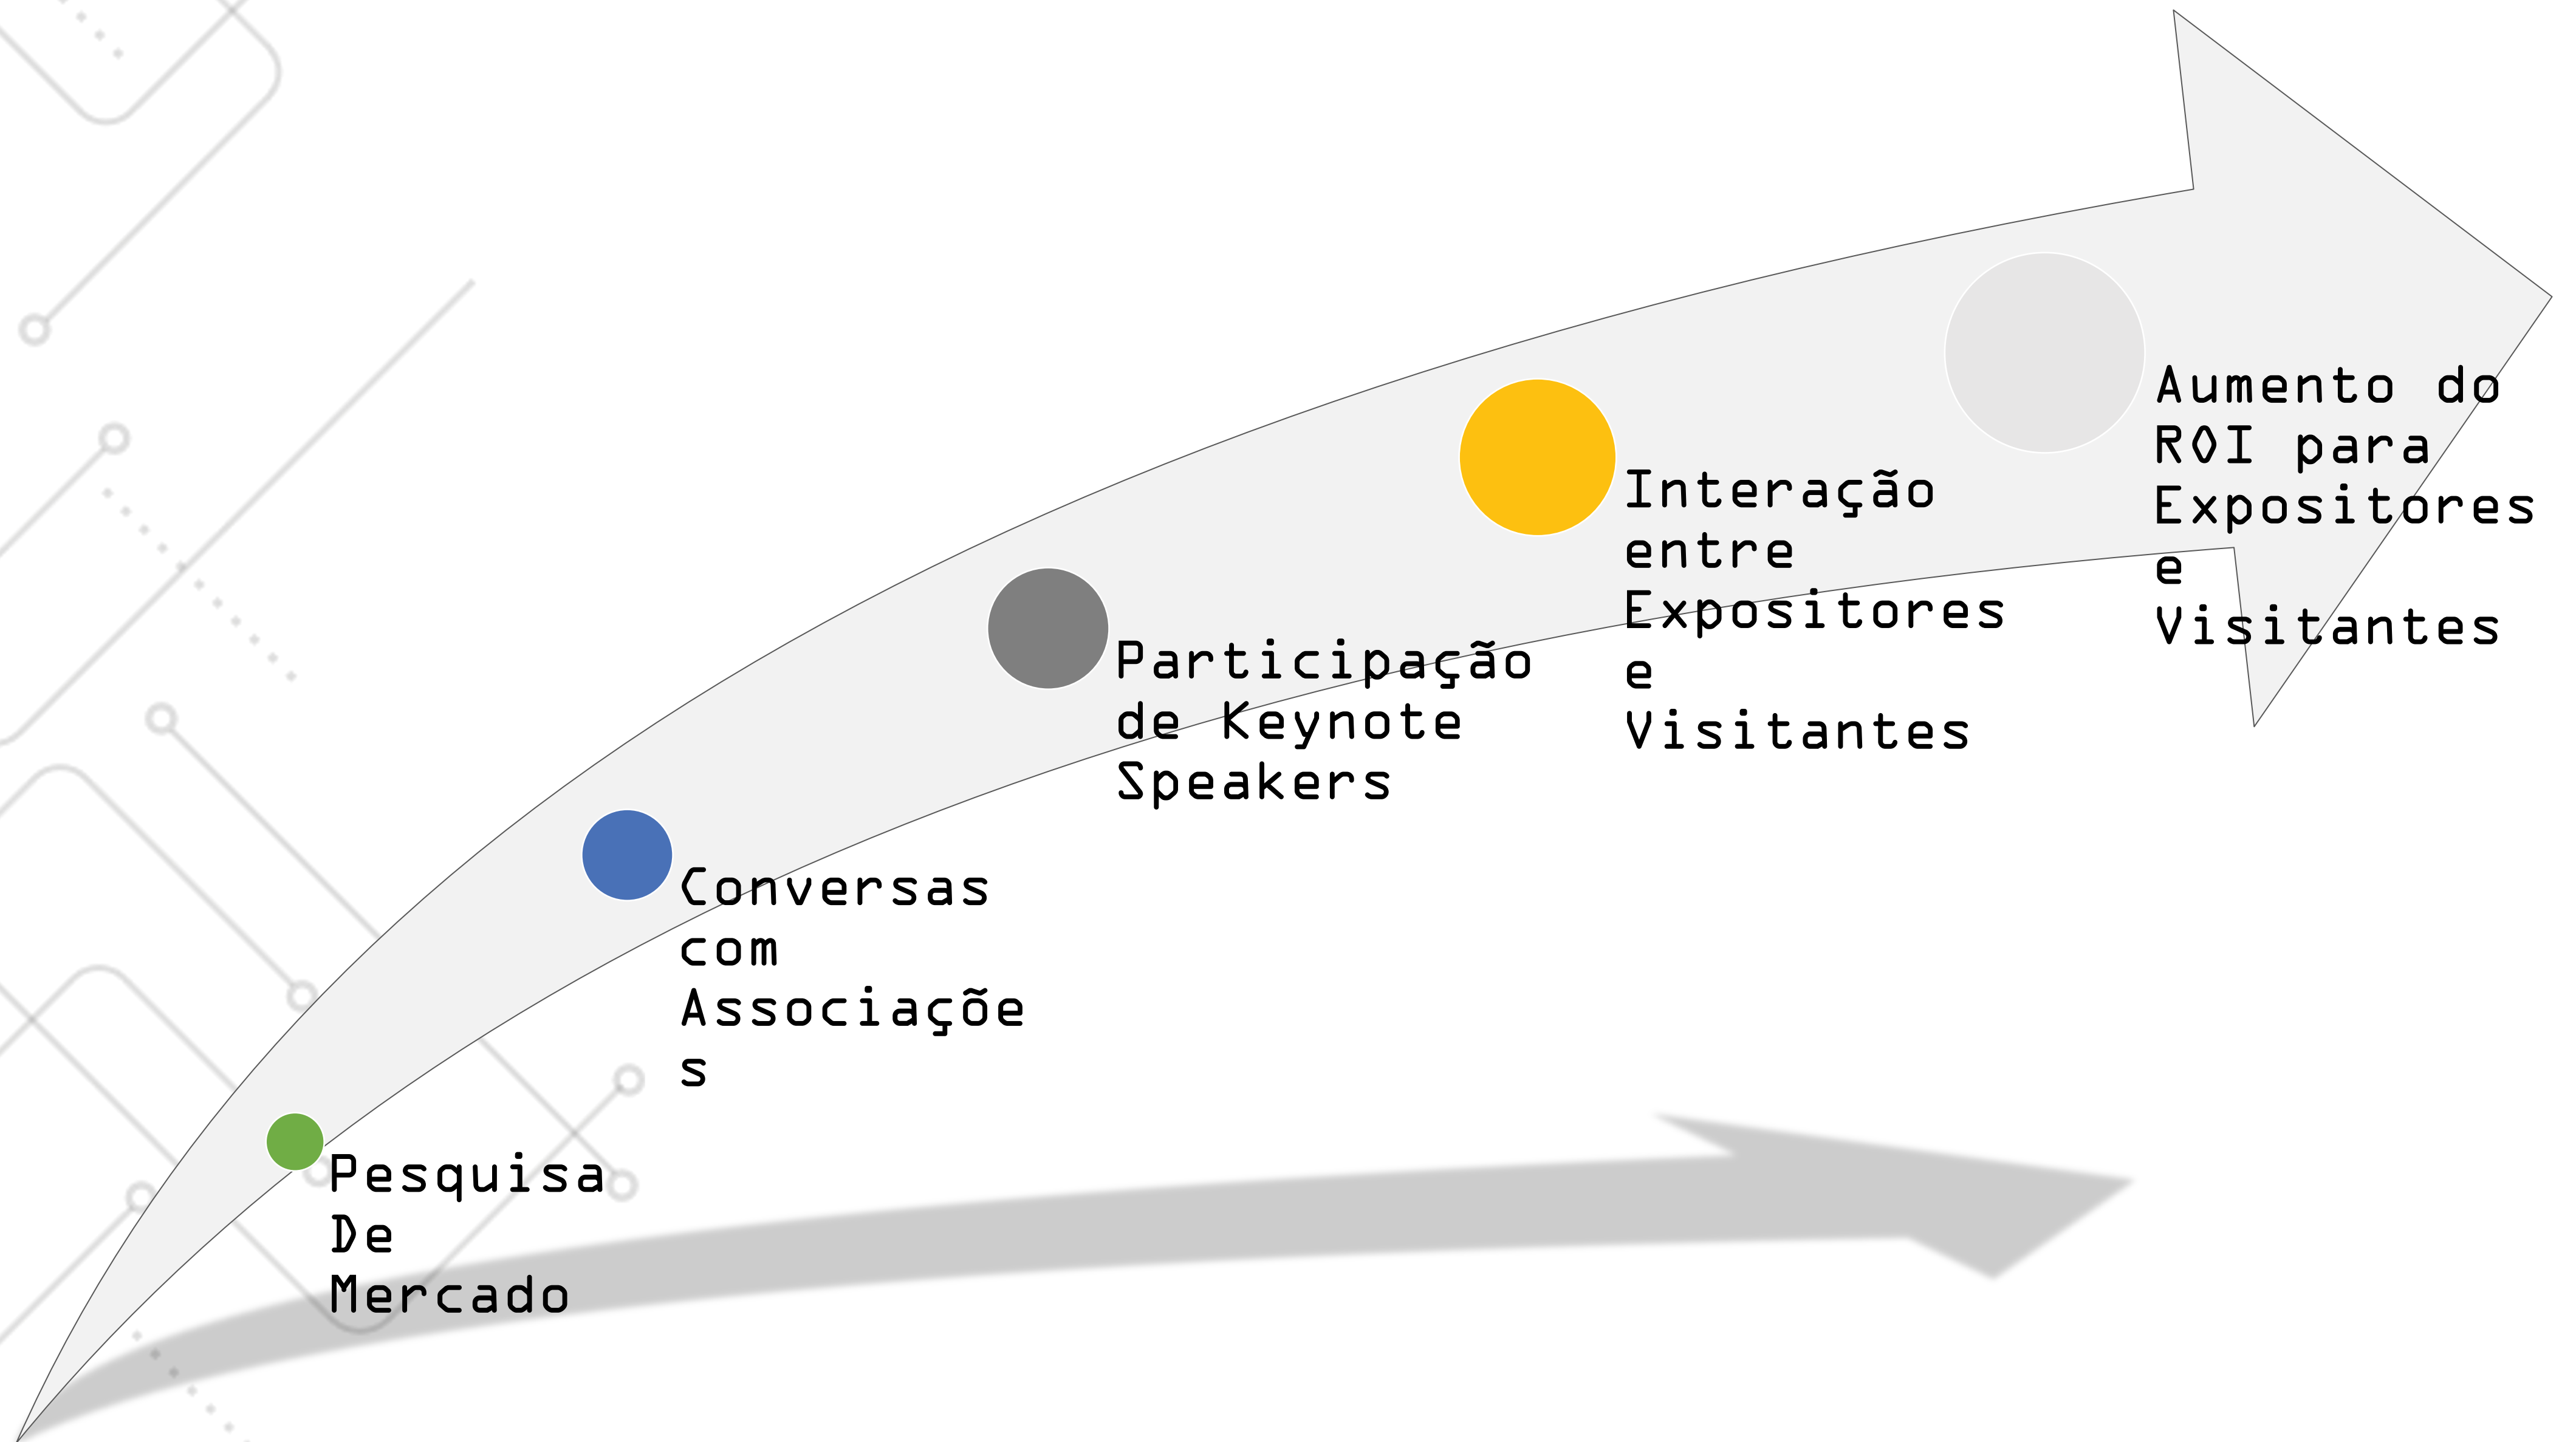 Pesquisa
De
Mercado
Conversas
com
Associaçõe
s
Participação
de Keynote
Speakers
Interação
entre
Expositores
e
Visitantes
Aumento do
ROI para
Expositores
e
Visitantes